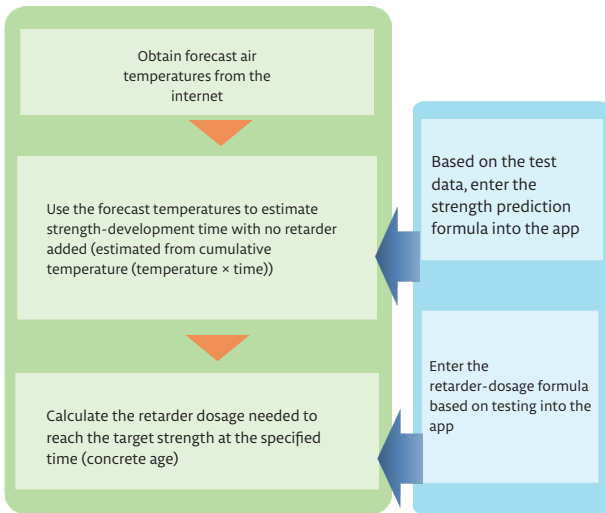 Obtain forecast air
temperatures from the
internet
Use the forecast temperatures to estimate
strength-development time with no retarder
added (estimated from cumulative
temperature (temperature × time))
Calculate the retarder dosage needed to
reach the target strength at the specified
time (concrete age)
Based on the test
data, enter the
strength prediction
formula into the app
Enter the
retarder-dosage formula
based on testing into the
app